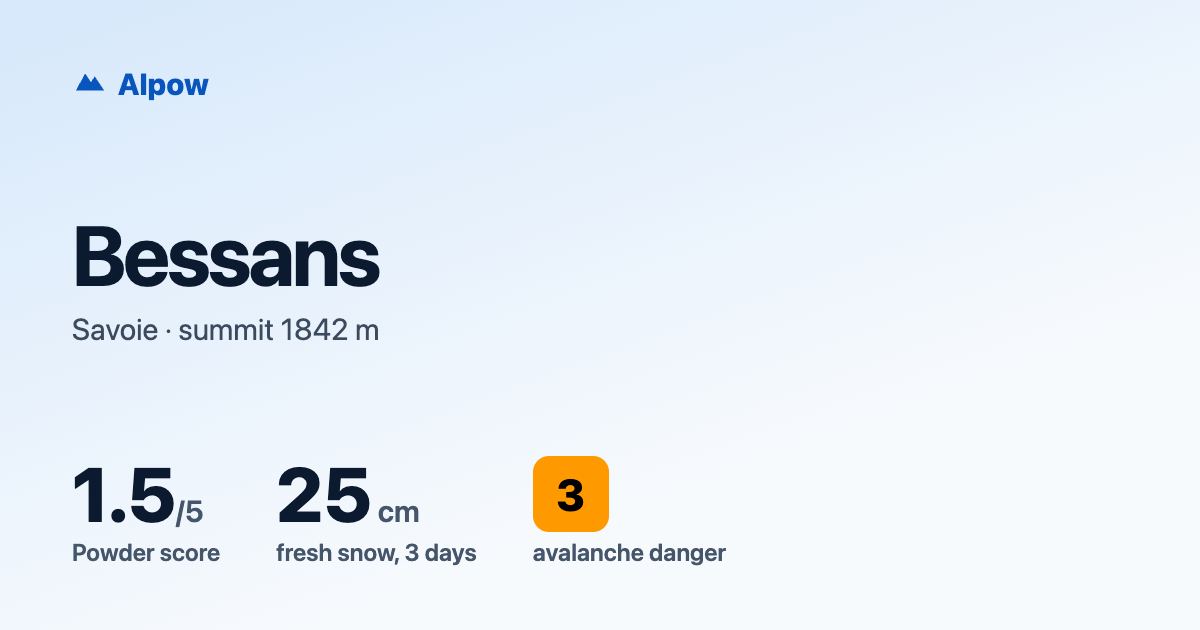 Alpow
Bessans
Savoie · summit 1842 m
1.5/5
Powder score
25 cm
fresh snow, 3 days
3
avalanche danger